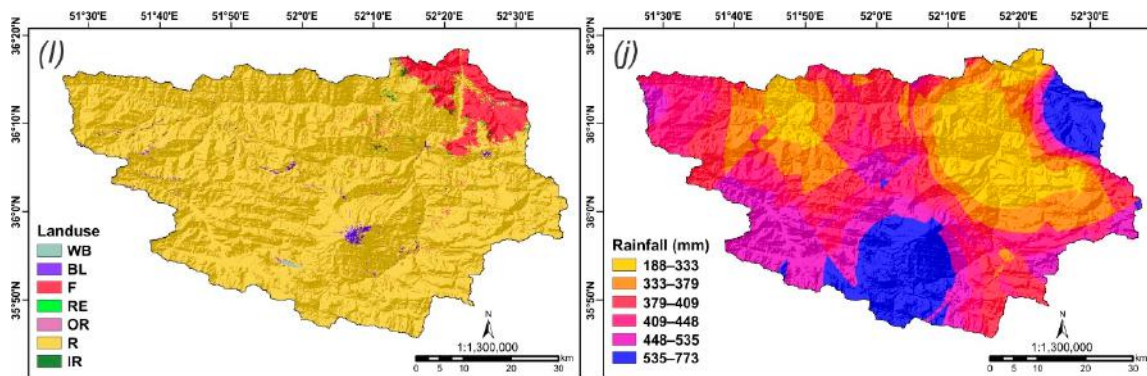 51°30'E 51°40'E 51°50'E 52°0'E 52°10'E 52°20'E 52°30'E
36°20'N
36°10'N
36°0'N
35°50'N
(l)
Landuse
WB
BL
F
RE
OR
R
IR
N
1:1,300,000
0 5 10 20 30 km
51°30'E 51°40'E 51°50'E 52°0'E 52°10'E 52°20'E 52°30'E
36°20'N
36°10'N
36°0'N
35°50'N
(j)
Rainfall (mm)
188–333
333–379
379–409
409–448
448–535
535–773
N
1:1,300,000
0 5 10 20 30 km